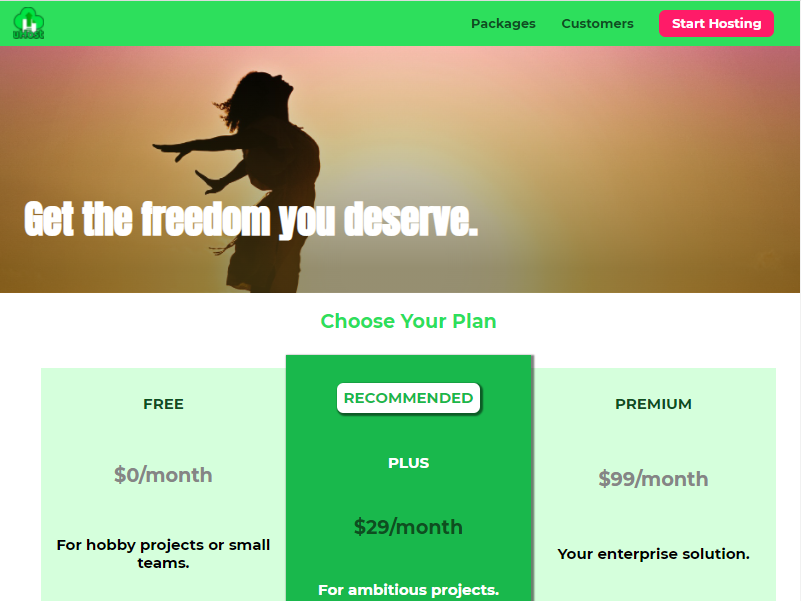 uHost
Packages
Customers
Start Hosting
Get the freedom you deserve.
Choose Your Plan
FREE
$0/month
For hobby projects or small
teams.
RECOMMENDED
PLUS
$29/month
For ambitious projects.
PREMIUM
$99/month
Your enterprise solution.